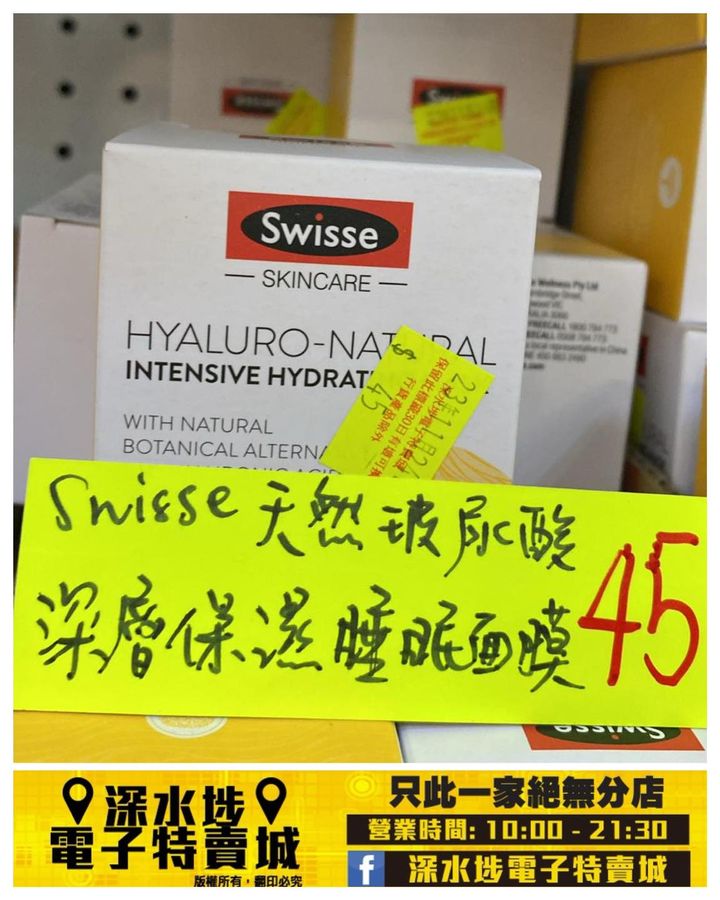 Swisse
SKINCARE
HYALURO-NATURAL
INTENSIVE HYDRAT
WITH NATURAL
BOTANICAL ALTERNA
$ 45
Swisse 天然玻尿酸
深層保濕睡眠面膜
45
深水埗
電子特賣城
版權所有，翻印必究
只此一家絕無分店
營業時間: 10:00 - 21:30
f 深水埗電子特賣城